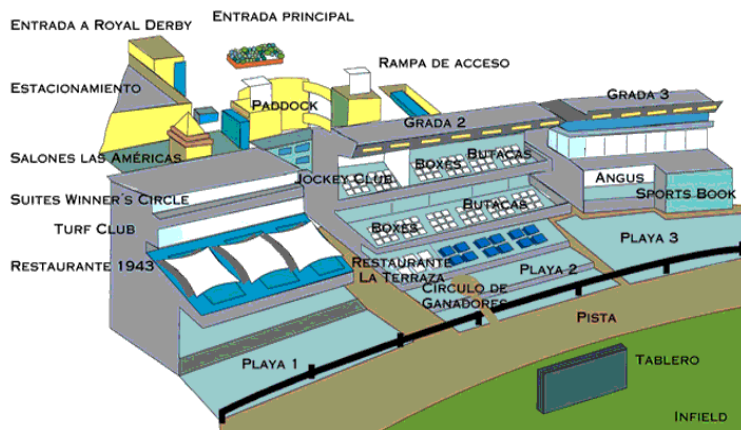 Entrada principal
Entrada a Royal Derby
Rampa de acceso
Estacionamiento
Paddock
Grada 3
Grada 2
Salones las Américas
Jockey Club
Boxes
Butacas
Angus
Sports Book
Suites Winner's Circle
Turf Club
Boxes
Butacas
Playa 3
Restaurante 1943
Restaurante
La Terraza
Playa 2
Círculo de
Ganadores
Pista
Playa 1
Tablero
Infield